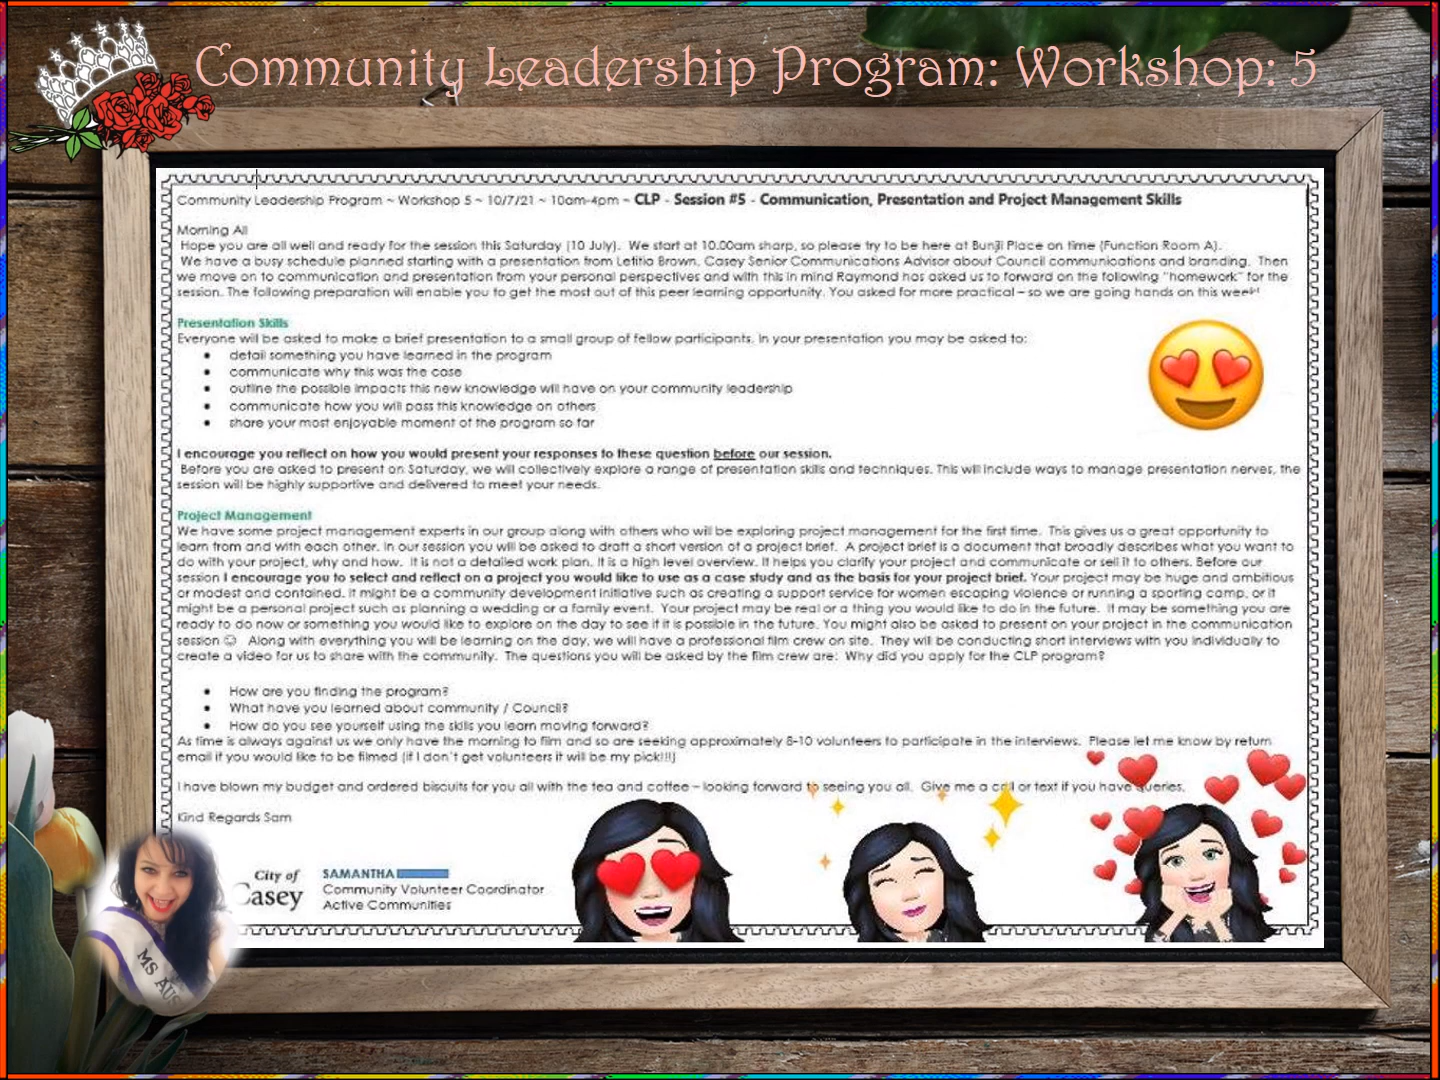 Community Leadership Program: Workshop: 5
Community Leadership Program ~ Workshop 5 ~ 10/7/21 ~ 10am-4pm ~ CLP - Session #5 - Communication, Presentation and Project Management Skills
Morning All
Hope you are all well and ready for the session this Saturday (10 July). We start at 10.00am sharp, so please try to be here at Bunjil Place on time (Function Room A).
We have a busy schedule planned starting with a presentation from Letitia Brown, Casey Senior Communications Advisor about Council communications and branding. Then
we move on to communication and presentation from your personal perspectives and with this in mind Raymond has asked us to forward on the following "homework" for the
session. The following preparation will enable you to get the most out of this peer learning opportunity. You asked for more practical – so we are going hands on this week!
Presentation Skills
Everyone will be asked to make a brief presentation to a small group of fellow participants. In your presentation you may be asked to:
• detail something you have learned in the program
• communicate why this was the case
• outline the possible impacts this new knowledge will have on your community leadership
• communicate how you will pass this knowledge on others
• share your most enjoyable moment of the program so far
I encourage you reflect on how you would present your responses to these question before our session.
Before you are asked to present on Saturday, we will collectively explore a range of presentation skills and techniques. This will include ways to manage presentation nerves, the
session will be highly supportive and delivered to meet your needs.
Project Management
We have some project management experts in our group along with others who will be exploring project management for the first time. This gives us a great opportunity to
learn from and with each other. In our session you will be asked to draft a short version of a project brief. A project brief is a document that broadly describes what you want to
do with your project, why and how. It is not a detailed work plan, it is a high level overview. It helps you clarify your project and communicate or sell it to others. Before our
session I encourage you to select and reflect on a project you would like to use as a case study and as the basis for your project brief. Your project may be huge and ambitious
or modest and contained. It might be a community development initiative such as creating a support service for women escaping violence or running a sporting camp, or it
might be a personal project such as planning a wedding or a family event. Your project may be real or a thing you would like to do in the future. It may be something you are
ready to do now or something you would like to explore on the day to see if it is possible in the future. You might also be asked to present on your project in the communication
session ☺ Along with everything you will be learning on the day, we will have a professional film crew on site. They will be conducting short interviews with you individually to
create a video for us to share with the community. The questions you will be asked by the film crew are: Why did you apply for the CLP program?
• How are you finding the program?
• What have you learned about community / Council?
• How do you see yourself using the skills you learn moving forward?
As time is always against us we only have the morning to film and so are seeking approximately 8-10 volunteers to participate in the interviews. Please let me know by return
email if you would like to be filmed (if I don't get volunteers it will be my pick!!!)
I have blown my budget and ordered biscuits for you all with the tea and coffee – looking forward to seeing you all. Give me a call or text if you have queries.
Kind Regards Sam
City of
Casey
SAMANTHA
Community Volunteer Coordinator
Active Communities
MS AUS